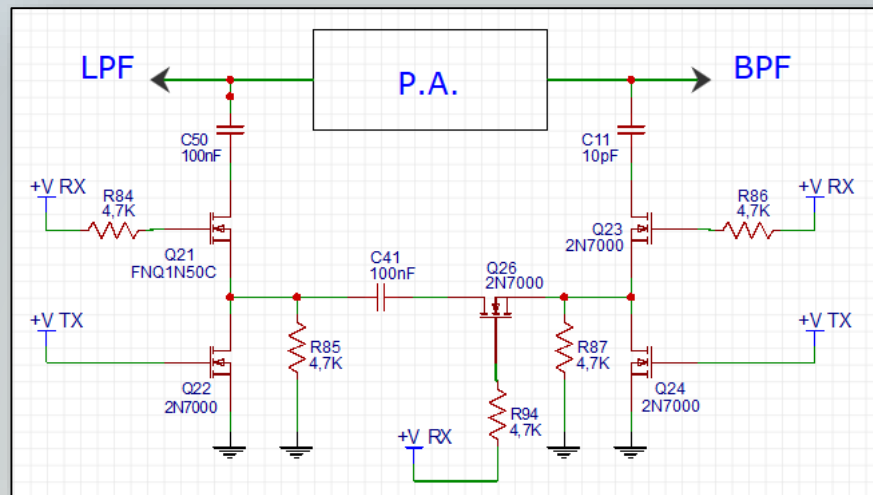 LPF
P.A.
BPF
C50
100nF
C11
10pF
+V RX
R84
4,7K
R86
4,7K
+V RX
Q21
FNQ1N50C
C41
100nF
Q26
2N7000
Q23
2N7000
+V TX
R85
4,7K
R87
4,7K
+V TX
Q22
2N7000
Q24
2N7000
R94
4,7K
+V RX